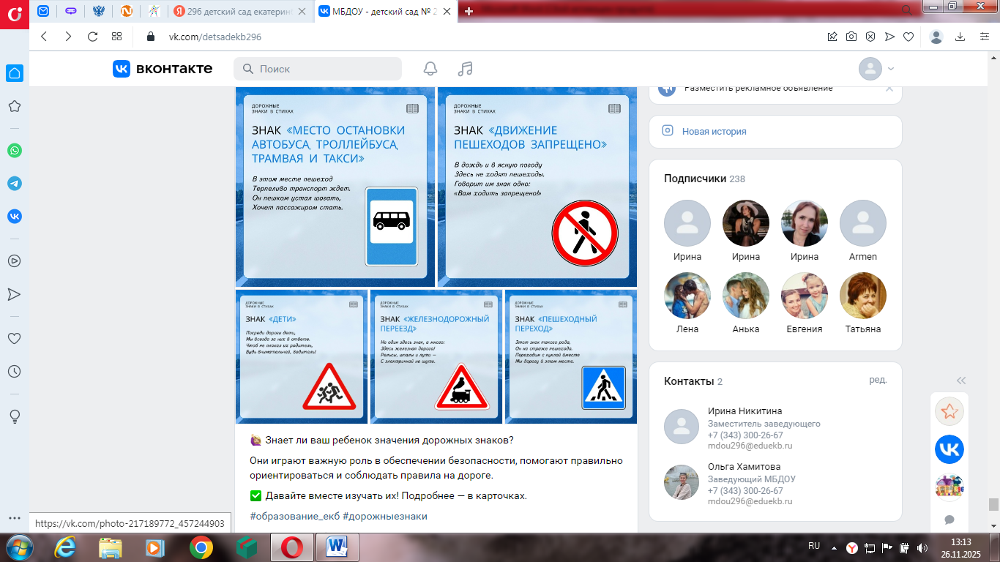 296 детский сад екатерин
МБДОУ - детский сад № 2
vk.com/detsadekb296
вконтакте
Поиск
Разместить рекламное объявление
Новая история
ДОРОЖНЫЕ
ЗНАКИ В СТИХАХ
ЗНАК «МЕСТО ОСТАНОВКИ
АВТОБУСА, ТРОЛЛЕЙБУСА,
ТРАМВАЯ И ТАКСИ»
В этом месте пешеход
Терпеливо транспорт ждет.
Он пешком устал шагать,
Хочет пассажиром стать.
ДОРОЖНЫЕ
ЗНАКИ В СТИХАХ
ЗНАК «ДВИЖЕНИЕ
ПЕШЕХОДОВ ЗАПРЕЩЕНО»
В дождь и в ясную погоду
Здесь не ходят пешеходы.
Говорит им знак одно:
«Вам ходить запрещено!»
ДОРОЖНЫЕ
ЗНАКИ В СТИХАХ
ЗНАК «ДЕТИ»
Посреди дороги дети,
Мы всегда за них в ответе.
Чтоб не плакал их родитель,
Будь внимательней, водитель!
ДОРОЖНЫЕ
ЗНАКИ В СТИХАХ
ЗНАК «ЖЕЛЕЗНОДОРОЖНЫЙ
ПЕРЕЕЗД»
Не один здесь знак, а много:
Здесь железная дорога!
Рельсы, шпалы и пути —
С электричкой не шути.
ДОРОЖНЫЕ
ЗНАКИ В СТИХАХ
ЗНАК «ПЕШЕХОДНЫЙ
ПЕРЕХОД»
Этот знак такого рода,
Он на страже пешехода.
Переходим с куклой вместе
Мы дорогу в этом месте.
Знает ли ваш ребенок значения дорожных знаков?
Они играют важную роль в обеспечении безопасности, помогают правильно
ориентироваться и соблюдать правила на дороге.
Давайте вместе изучать их! Подробнее — в карточках.
#образование_екб #дорожныезнаки
Подписчики 238
Ирина
Ирина
Ирина
Armen
Лена
Анька
Евгения
Татьяна
Контакты 2
ред.
Ирина Никитина
Заместитель заведующего
+7 (343) 300-26-67
mdou296@eduekb.ru
Ольга Хамитова
Заведующий МБДОУ
+7 (343) 300-26-67
mdou296@eduekb.ru
https://vk.com/photo-217189772_457244903
RU
13:13
26.11.2025